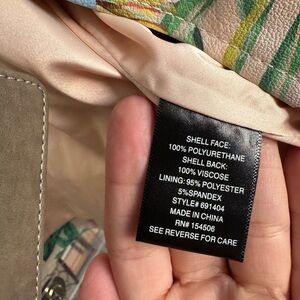 SHELL FACE:
100% POLYURETHANE
SHELL BACK:
100% VISCOSE
LINING: 95% POLYESTER
5%SPANDEX
STYLE# 691404
MADE IN CHINA
RN# 154506
SEE REVERSE FOR CARE